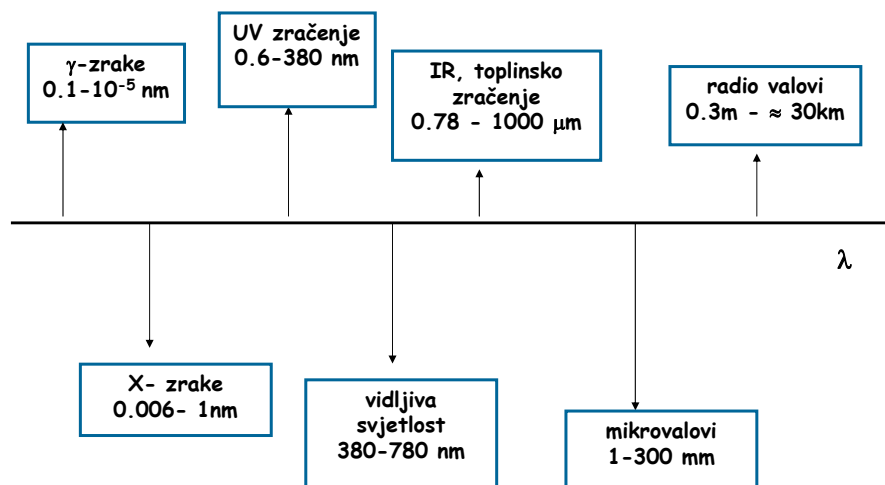 γ-zrake
0.1-10⁻⁵ nm
UV zračenje
0.6-380 nm
IR, toplinsko
zračenje
0.78 - 1000 μm
radio valovi
0.3m - ≈ 30km
λ
X- zrake
0.006- 1nm
vidljiva
svjetlost
380-780 nm
mikrovalovi
1-300 mm